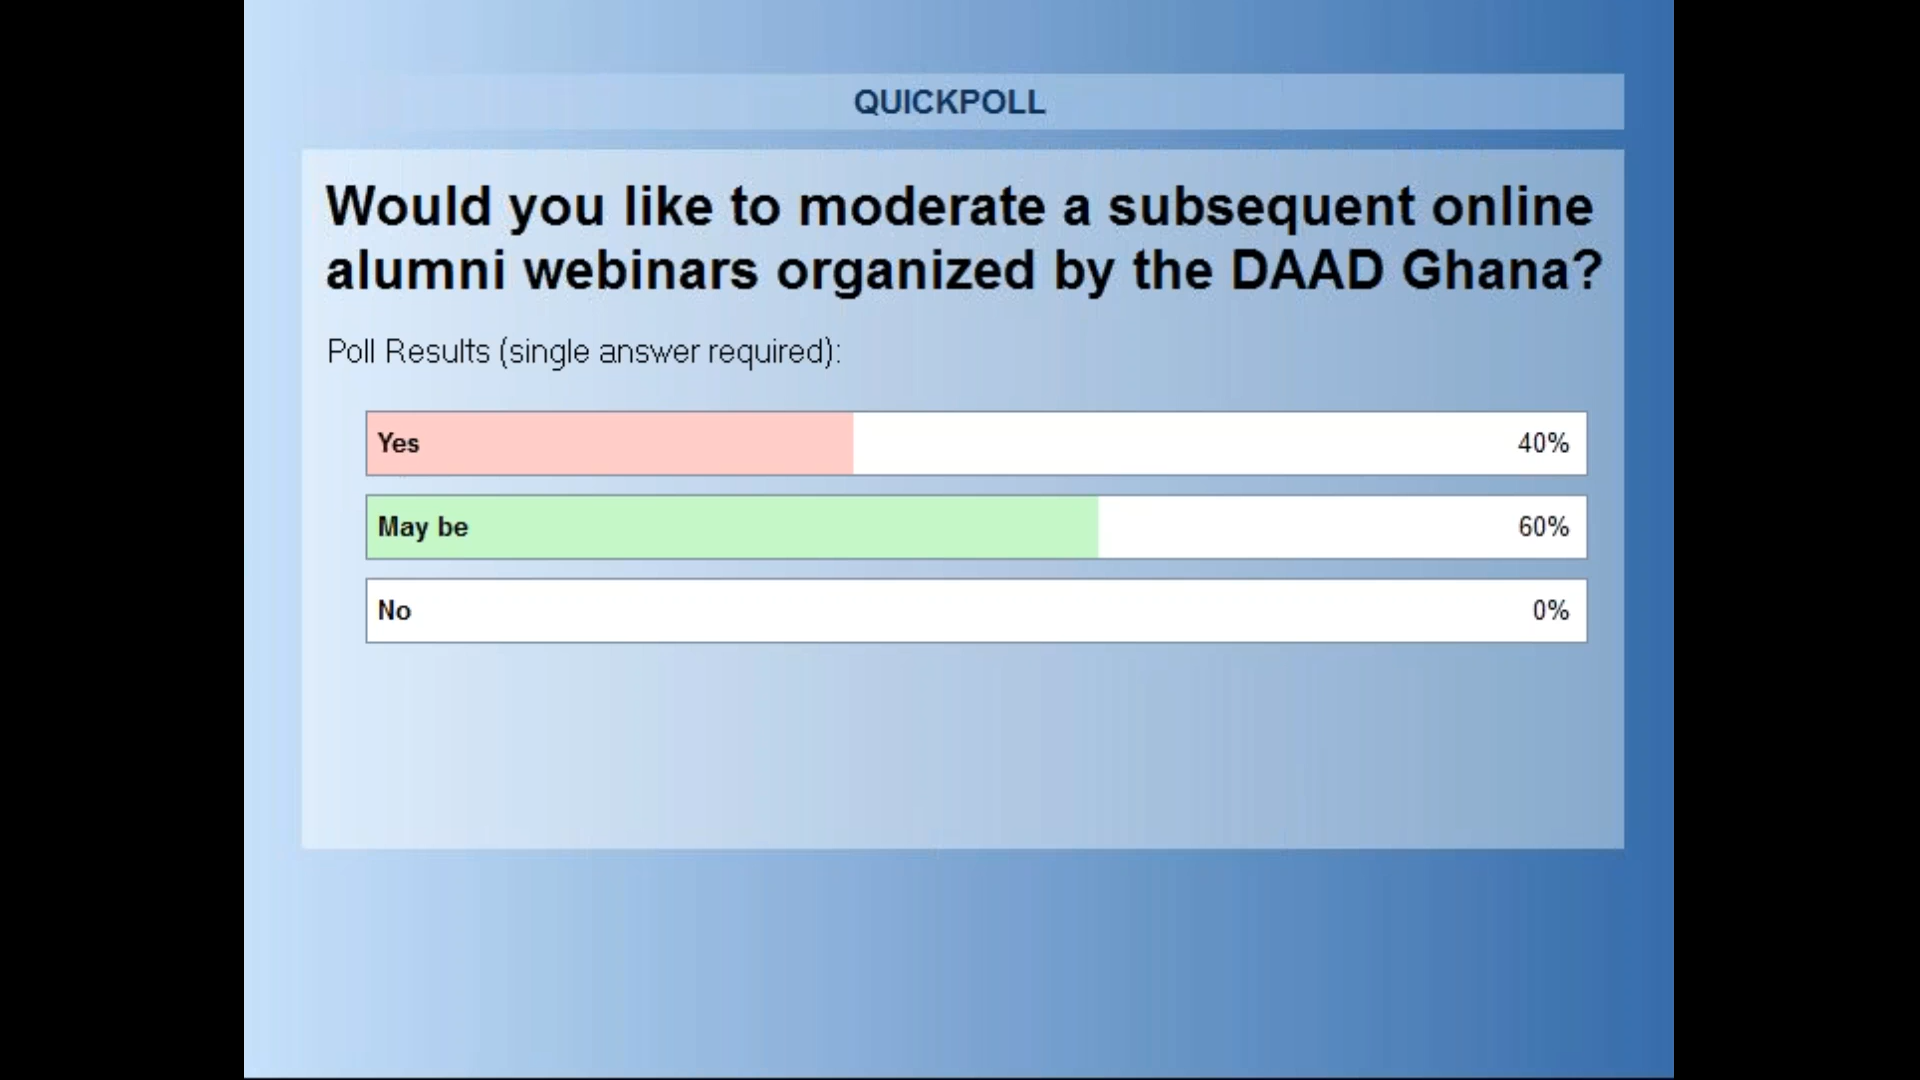 QUICKPOLL
Would you like to moderate a subsequent online
alumni webinars organized by the DAAD Ghana?
Poll Results (single answer required):
Yes 40%
May be 60%
No 0%